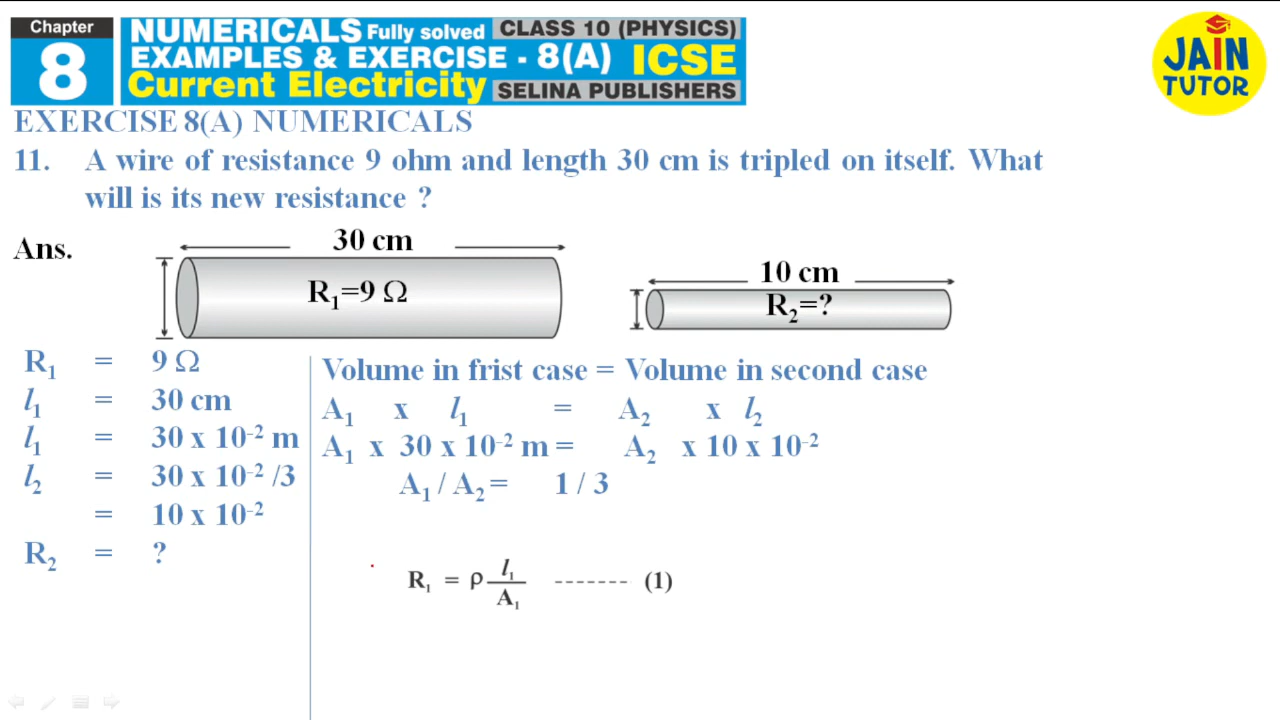 Chapter
8
NUMERICALS Fully solved
EXAMPLES & EXERCISE - 8(A)
Current Electricity
CLASS 10 (PHYSICS)
ICSE
SELINA PUBLISHERS
JAIN
TUTOR
EXERCISE 8(A) NUMERICALS
11. A wire of resistance 9 ohm and length 30 cm is tripled on itself. What
will is its new resistance ?
Ans.
30 cm
R₁=9 Ω
10 cm
R₂=?
R₁ = 9 Ω
l₁ = 30 cm
l₁ = 30 x 10⁻² m
l₂ = 30 x 10⁻² /3
= 10 x 10⁻²
R₂ = ?
Volume in frist case = Volume in second case
A₁ x l₁ = A₂ x l₂
A₁ x 30 x 10⁻² m = A₂ x 10 x 10⁻²
A₁ / A₂ = 1 / 3
R₁ = ρ l₁/A₁ ------- (1)